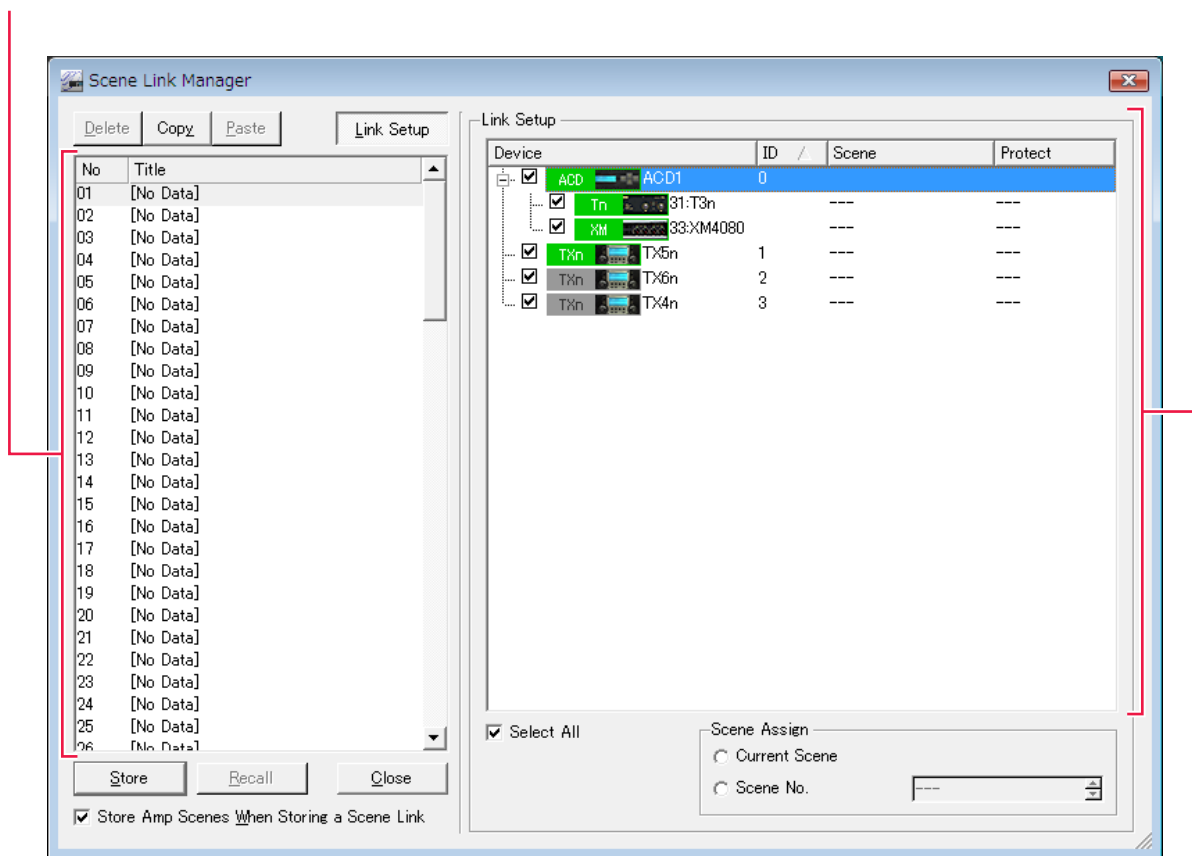 Scene Link Manager
Delete Copy Paste Link Setup
No Title
01 [No Data]
02 [No Data]
03 [No Data]
04 [No Data]
05 [No Data]
06 [No Data]
07 [No Data]
08 [No Data]
09 [No Data]
10 [No Data]
11 [No Data]
12 [No Data]
13 [No Data]
14 [No Data]
15 [No Data]
16 [No Data]
17 [No Data]
18 [No Data]
19 [No Data]
20 [No Data]
21 [No Data]
22 [No Data]
23 [No Data]
24 [No Data]
25 [No Data]
26 [No Data]
Store Recall Close
Store Amp Scenes When Storing a Scene Link
Link Setup
Device ID Scene Protect
ACD ACD1 0
Tn 31:T3n --- ---
XM 33:XM4080 --- ---
TXn TX5n 1 --- ---
TXn TX6n 2 --- ---
TXn TX4n 3 --- ---
Select All
Scene Assign
Current Scene
Scene No. ---